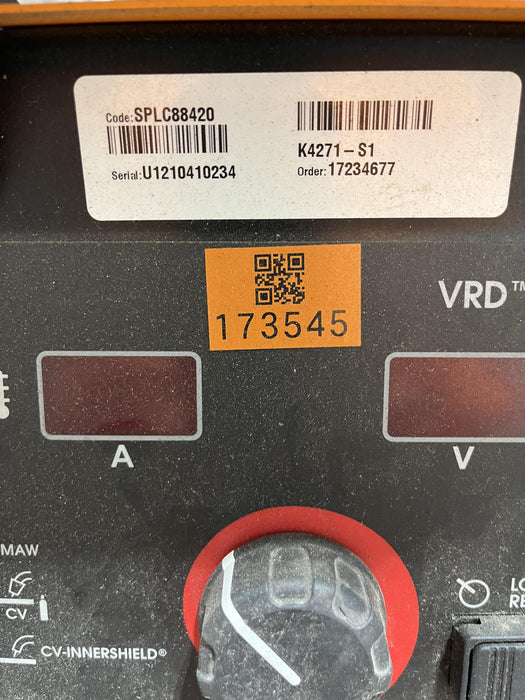 Code: SPLC88420
Serial: U1210410234
K4271-S1
Order: 17234677
173545
VRD™
A
V
MAW
CV
CV-INNERSHIELD®